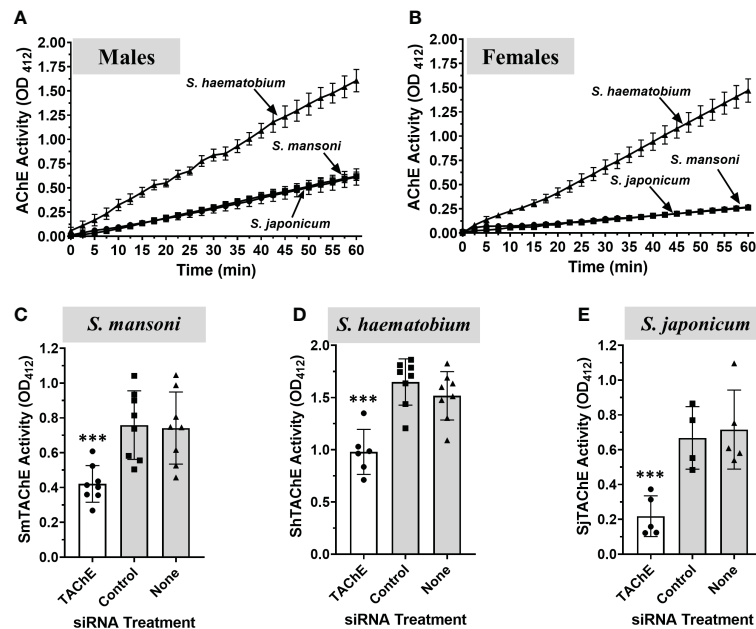 A
Males
AChE Activity (OD 412)
2.00
1.75
1.50
1.25
1.00
0.75
0.50
0.25
0.00
S. haematobium
S. mansoni
S. japonicum
0 5 10 15 20 25 30 35 40 45 50 55 60
Time (min)
B
Females
AChE Activity (OD 412)
2.00
1.75
1.50
1.25
1.00
0.75
0.50
0.25
0.00
S. haematobium
S. mansoni
S. japonicum
0 5 10 15 20 25 30 35 40 45 50 55 60
Time (min)
C
S. mansoni
SmTAChE Activity (OD412)
1.2
1.0
0.8
0.6
0.4
0.2
0.0
***
TAChE
Control
None
siRNA Treatment
D
S. haematobium
ShTAChE Activity (OD412)
2.0
1.5
1.0
0.5
0.0
***
TAChE
Control
None
siRNA Treatment
E
S. japonicum
SjTAChE Activity (OD412)
1.2
1.0
0.8
0.6
0.4
0.2
0.0
***
TAChE
Control
None
siRNA Treatment